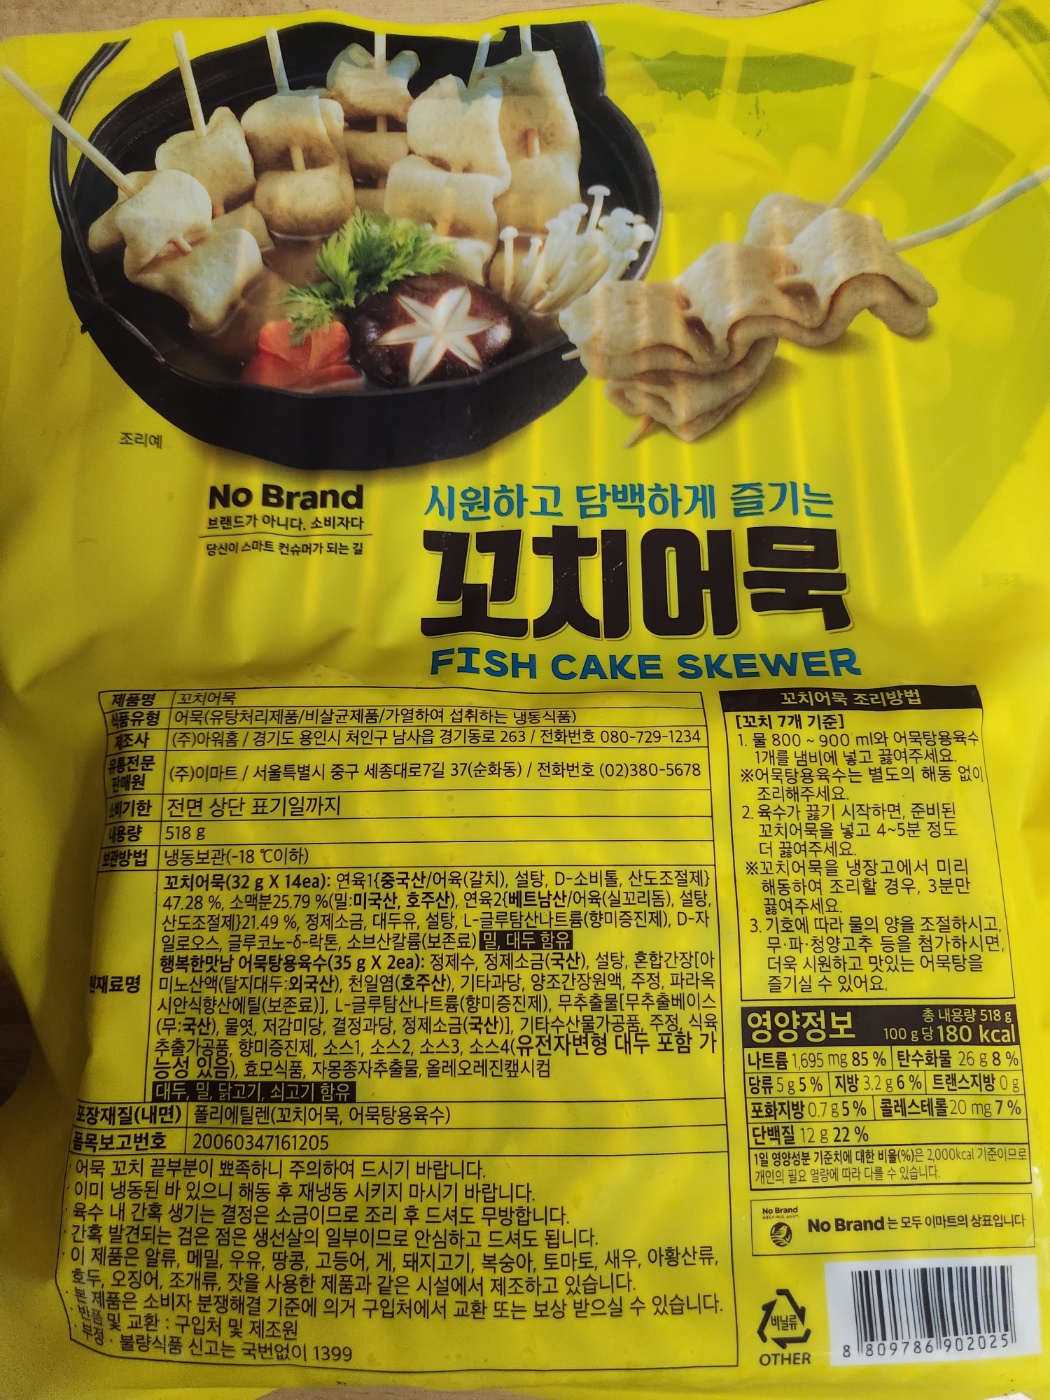 조리예
No Brand
브랜드가 아니다. 소비자다
당신이 스마트 컨슈머가 되는 길
시원하고 담백하게 즐기는
꼬치어묵
FISH CAKE SKEWER
제품명 꼬치어묵
식품유형 어묵(유탕처리제품/비살균제품/가열하여 섭취하는 냉동식품)
제조사 (주)아워홈 / 경기도 용인시 처인구 남사읍 경기동로 263 / 전화번호 080-729-1234
유통전문
판매원 (주)이마트 / 서울특별시 중구 세종대로7길 37(순화동) / 전화번호 (02)380-5678
소비기한 전면 상단 표기일까지
내용량 518 g
보관방법 냉동보관(-18 ℃이하)
원재료명
꼬치어묵(32 g X 14ea): 연육1{중국산/어육(갈치), 설탕, D-소비톨, 산도조절제}
47.28 %, 소맥분25.79 %(밀:미국산, 호주산), 연육2{베트남산/어육(실꼬리돔), 설탕,
산도조절제}21.49 %, 정제소금, 대두유, 설탕, L-글루탐산나트륨(향미증진제), D-자
일로오스, 글루코노-δ-락톤, 소브산칼륨(보존료) 밀, 대두 함유
행복한맛남 어묵탕용육수(35 g X 2ea): 정제수, 정제소금(국산), 설탕, 혼합간장[아
미노산액(탈지대두:외국산), 천일염(호주산), 기타과당, 양조간장원액, 주정, 파라옥
시안식향산에틸(보존료)], L-글루탐산나트륨(향미증진제), 무추출물[무추출베이스
(무:국산), 물엿, 저감미당, 결정과당, 정제소금(국산)], 기타수산물가공품, 주정, 식육
추출가공품, 향미증진제, 소스1, 소스2, 소스3, 소스4(유전자변형 대두 포함 가
능성 있음), 효모식품, 자몽종자추출물, 올레오레진캪시컴
대두, 밀, 닭고기, 쇠고기 함유
포장재질(내면) 폴리에틸렌(꼬치어묵, 어묵탕용육수)
품목보고번호 20060347161205
· 어묵 꼬치 끝부분이 뾰족하니 주의하여 드시기 바랍니다.
· 이미 냉동된 바 있으니 해동 후 재냉동 시키지 마시기 바랍니다.
· 육수 내 간혹 생기는 결정은 소금이므로 조리 후 드셔도 무방합니다.
· 간혹 발견되는 검은 점은 생선살의 일부이므로 안심하고 드셔도 됩니다.
· 이 제품은 알류, 메밀, 우유, 땅콩, 고등어, 게, 돼지고기, 복숭아, 토마토, 새우, 아황산류,
호두, 오징어, 조개류, 잣을 사용한 제품과 같은 시설에서 제조하고 있습니다.
· 본 제품은 소비자 분쟁해결 기준에 의거 구입처에서 교환 또는 보상 받으실 수 있습니다.
· 반품 및 교환 : 구입처 및 제조원
· 부정 · 불량식품 신고는 국번없이 1399
꼬치어묵 조리방법
[꼬치 7개 기준]
1. 물 800 ~ 900 ml와 어묵탕용육수
1개를 냄비에 넣고 끓여주세요.
※어묵탕용육수는 별도의 해동 없이
조리해주세요.
2. 육수가 끓기 시작하면, 준비된
꼬치어묵을 넣고 4~5분 정도
더 끓여주세요.
※꼬치어묵을 냉장고에서 미리
해동하여 조리할 경우, 3분만
끓여주세요.
3. 기호에 따라 물의 양을 조절하시고,
무·파·청양고추 등을 첨가하시면,
더욱 시원하고 맛있는 어묵탕을
즐기실 수 있어요.
영양정보 총 내용량 518 g
100 g 당 180 kcal
나트륨 1,695 mg 85 % 탄수화물 26 g 8 %
당류 5 g 5 % 지방 3.2 g 6 % 트랜스지방 0 g
포화지방 0.7 g 5 % 콜레스테롤 20 mg 7 %
단백질 12 g 22 %
1일 영양성분 기준치에 대한 비율(%)은 2,000kcal 기준이므로
개인의 필요 열량에 따라 다를 수 있습니다.
No Brand
No Brand는 모두 이마트의 상표입니다
비닐류
OTHER
8 809786 902025